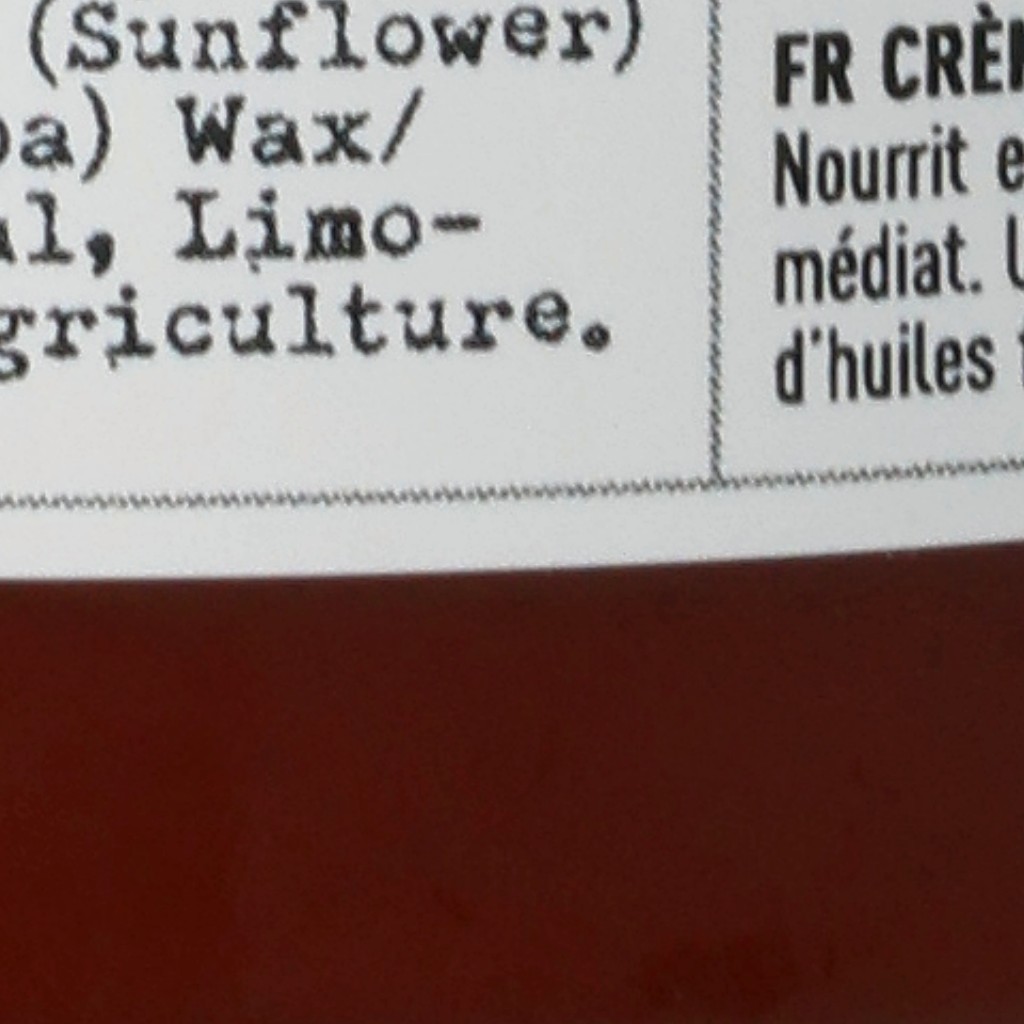 (Sunflower)
Wax/
Limo-
griculture.
FR CRÈ
Nourrit e
médiat.
d'huiles